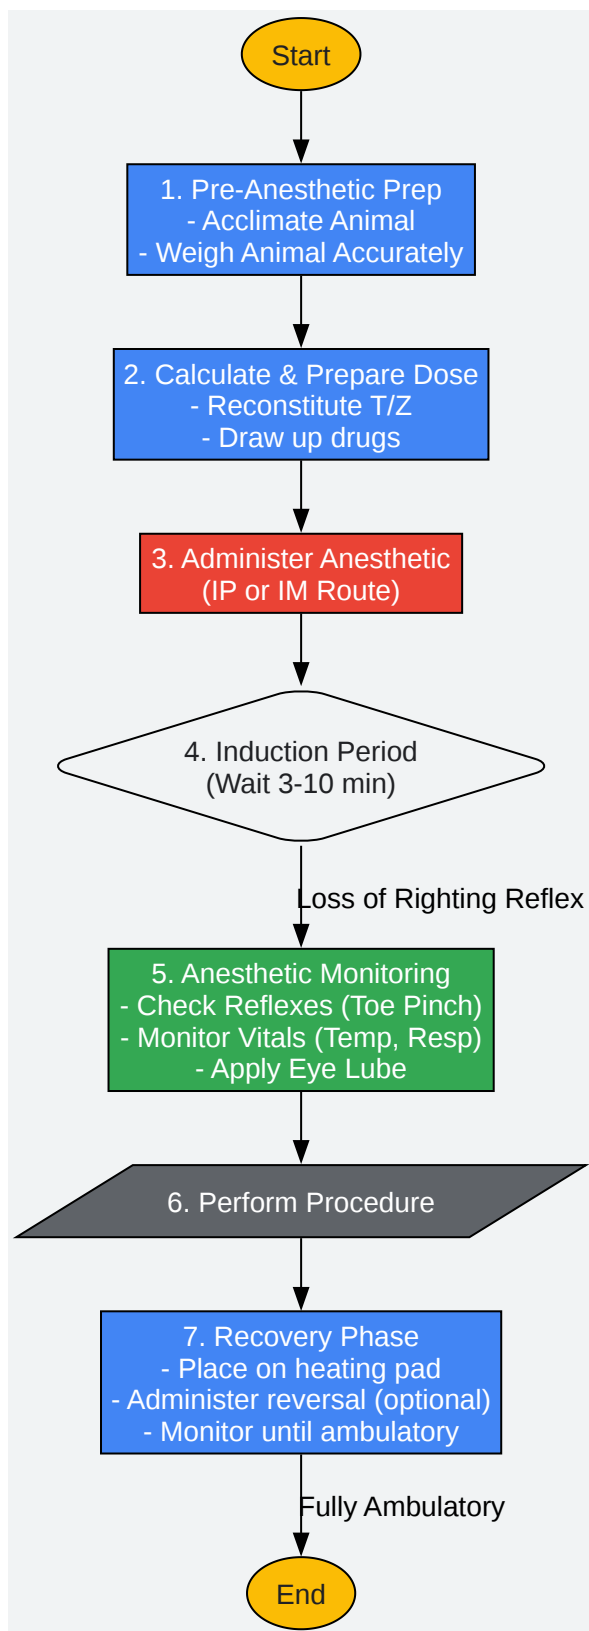 Start
1. Pre-Anesthetic Prep
- Acclimate Animal
- Weigh Animal Accurately
2. Calculate & Prepare Dose
- Reconstitute T/Z
- Draw up drugs
3. Administer Anesthetic
(IP or IM Route)
4. Induction Period
(Wait 3-10 min)
Loss of Righting Reflex
5. Anesthetic Monitoring
- Check Reflexes (Toe Pinch)
- Monitor Vitals (Temp, Resp)
- Apply Eye Lube
6. Perform Procedure
7. Recovery Phase
- Place on heating pad
- Administer reversal (optional)
- Monitor until ambulatory
Fully Ambulatory
End